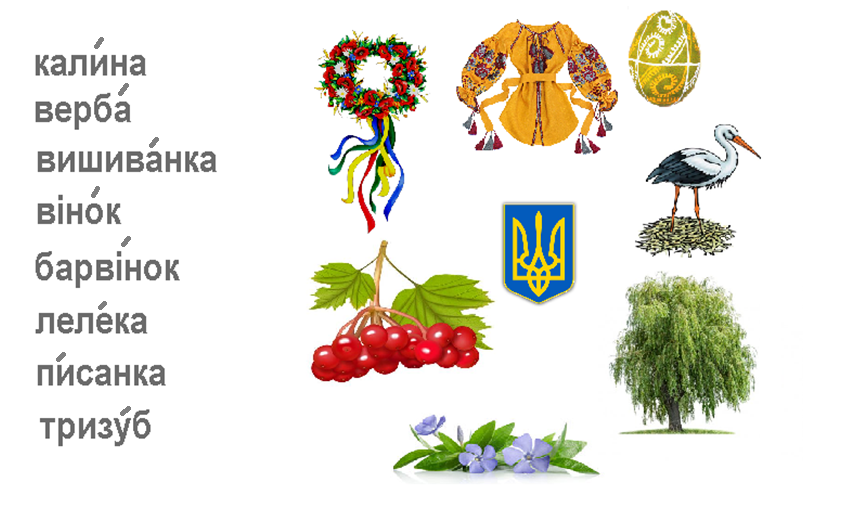 кали́на
верба́
вишива́нка
віно́к
барві́нок
леле́ка
пи́санка
тризу́б